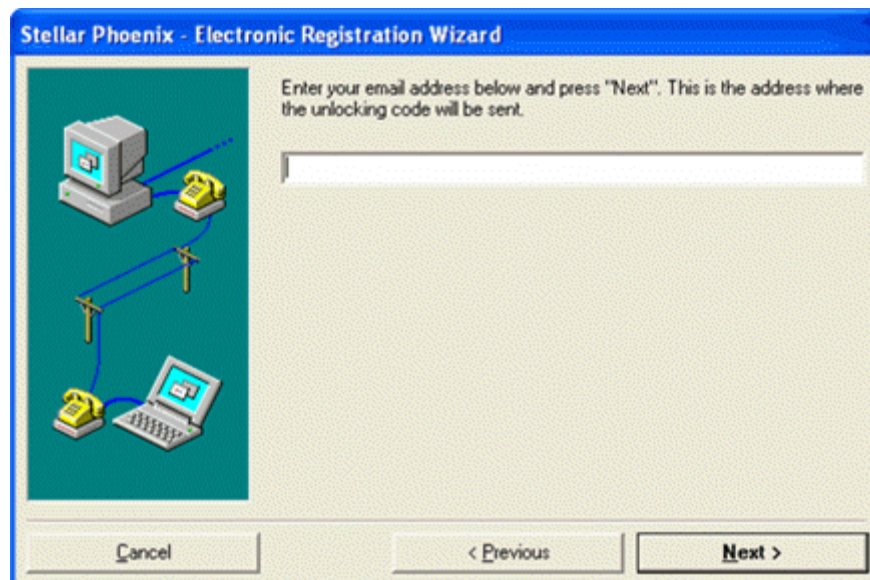 Stellar Phoenix - Electronic Registration Wizard
Enter your email address below and press "Next". This is the address where
the unlocking code will be sent.
Cancel
< Previous
Next >